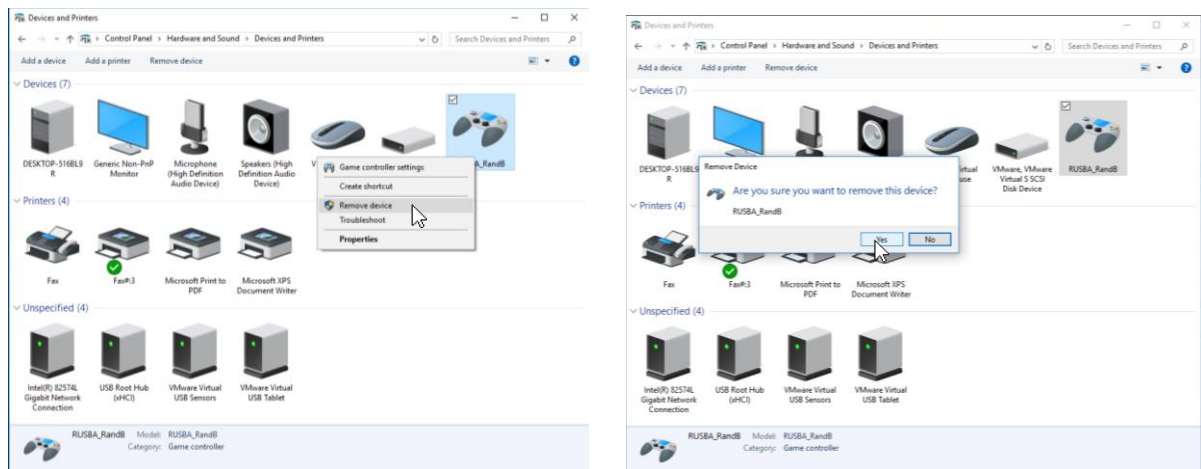 Devices and Printers
Control Panel > Hardware and Sound > Devices and Printers
Search Devices and Printers
Add a device Add a printer Remove device
Devices (7)
DESKTOP-516BL9
R
Generic Non-PnP
Monitor
Microphone
(High Definition
Audio Device)
Speakers (High
Definition Audio
Device)
V
_RandB
Game controller settings
Create shortcut
Remove device
Troubleshoot
Properties
Printers (4)
Fax
Fax#:3
Microsoft Print to
PDF
Microsoft XPS
Document Writer
Unspecified (4)
Intel(R) 82574L
Gigabit Network
Connection
USB Root Hub
(xHCI)
VMware Virtual
USB Sensors
VMware Virtual
USB Tablet
RUSBA_RandB Model: RUSBA_RandB
Category: Game controller
Devices and Printers
Control Panel > Hardware and Sound > Devices and Printers
Search Devices and Printers
Add a device Add a printer Remove device
Devices (7)
DESKTOP-516BL9
R
VMware, VMware
Virtual S SCSI
Disk Device
RUSBA_RandB
Remove Device
Are you sure you want to remove this device?
RUSBA_RandB
Yes No
Printers (4)
Fax
Fax#:3
Microsoft Print to
PDF
Microsoft XPS
Document Writer
Unspecified (4)
Intel(R) 82574L
Gigabit Network
Connection
USB Root Hub
(xHCI)
VMware Virtual
USB Sensors
VMware Virtual
USB Tablet
RUSBA_RandB Model: RUSBA_RandB
Category: Game controller